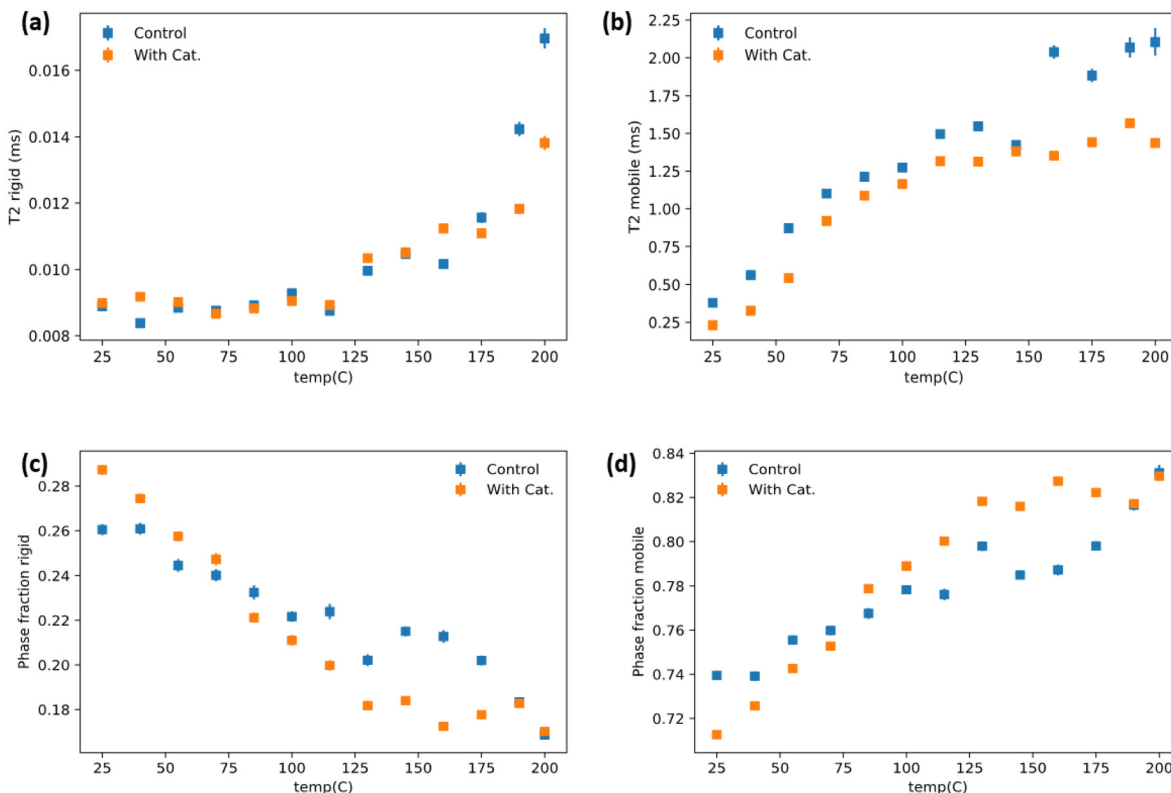 (a)
Control
With Cat.
0.016
0.014
0.012
0.010
0.008
T2 rigid (ms)
25 50 75 100 125 150 175 200
temp(C)
(b)
Control
With Cat.
2.25
2.00
1.75
1.50
1.25
1.00
0.75
0.50
0.25
T2 mobile (ms)
25 50 75 100 125 150 175 200
temp(C)
(c)
Control
With Cat.
0.28
0.26
0.24
0.22
0.20
0.18
Phase fraction rigid
25 50 75 100 125 150 175 200
temp(C)
(d)
Control
With Cat.
0.84
0.82
0.80
0.78
0.76
0.74
0.72
Phase fraction mobile
25 50 75 100 125 150 175 200
temp(C)